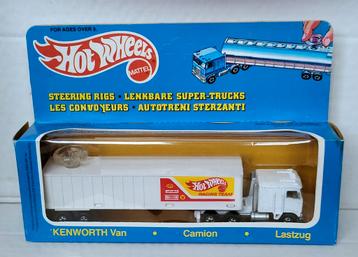 FOR AGES OVER 3.
Hot Wheels
MATTEL
STEERING RIGS • LENKBARE SUPER-TRUCKS
LES CONVOYEURS • AUTOTRENI STERZANTI
Hot Wheels
RACING TEAM
KENWORTH Van • Camion • Lastzug